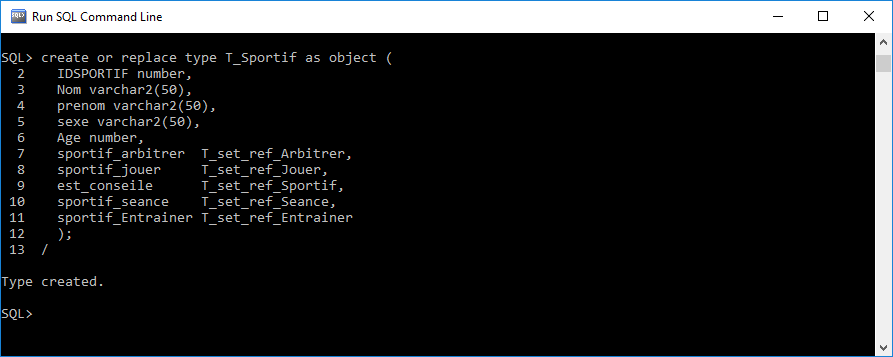 Run SQL Command Line
SQL> create or replace type T_Sportif as object (
  2    IDSPORTIF number,
  3    Nom varchar2(50),
  4    prenom varchar2(50),
  5    sexe varchar2(50),
  6    Age number,
  7    sportif_arbitrer  T_set_ref_Arbitrer,
  8    sportif_jouer     T_set_ref_Jouer,
  9    est_conseile      T_set_ref_Sportif,
 10    sportif_seance    T_set_ref_Seance,
 11    sportif_Entrainer T_set_ref_Entrainer
 12    );
 13  /
Type created.
SQL>